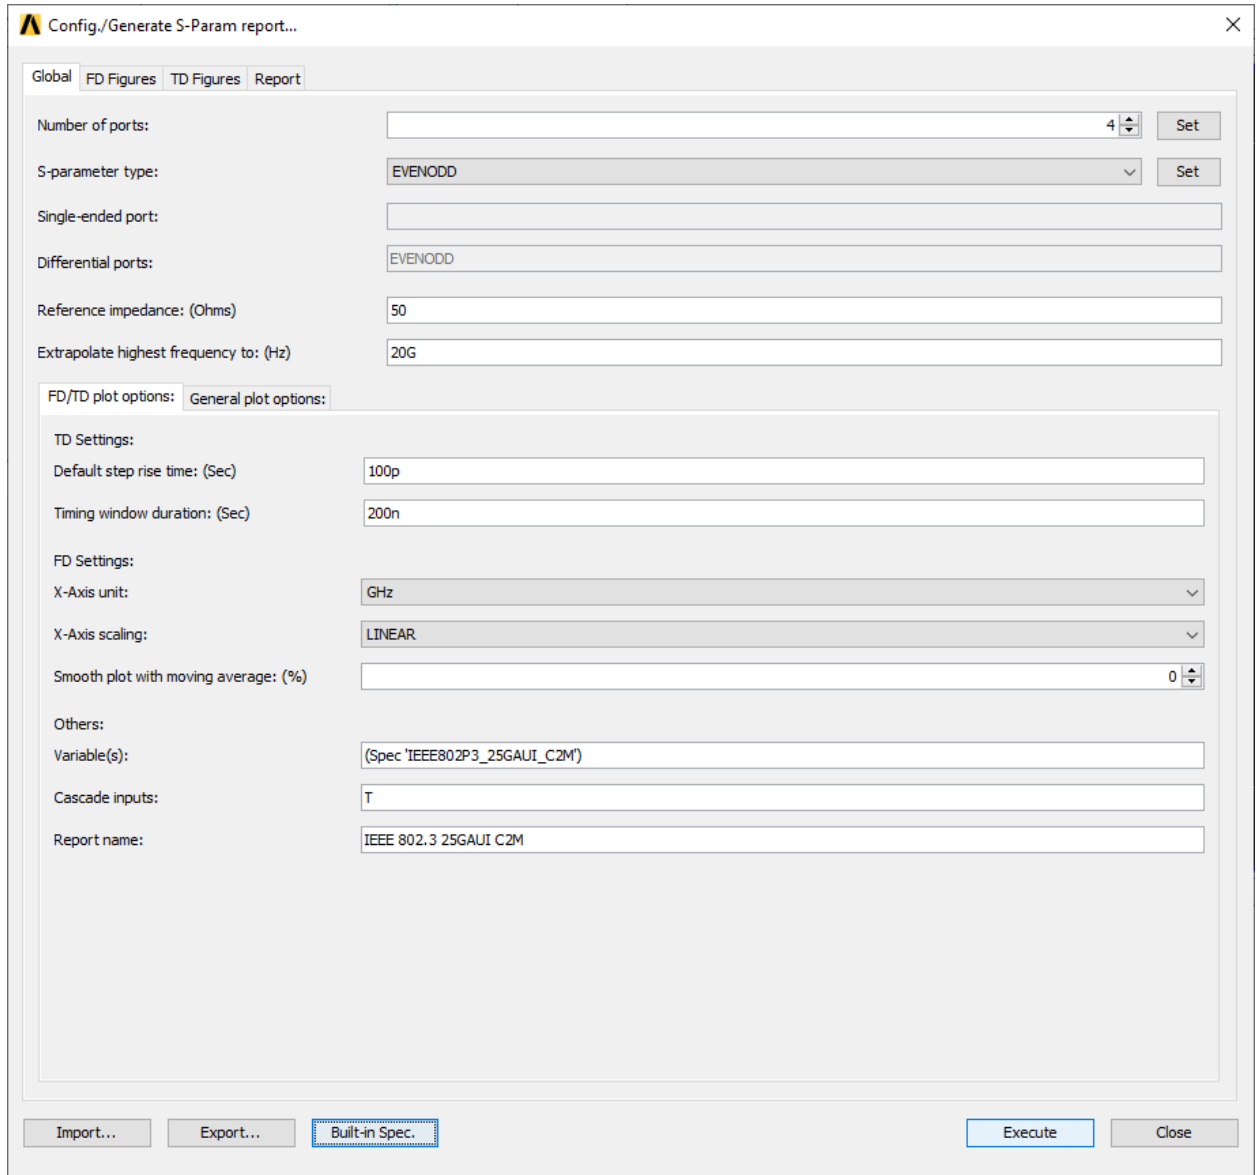 Config./Generate S-Param report...
Global FD Figures TD Figures Report
Number of ports: 4 Set
S-parameter type: EVENODD Set
Single-ended port:
Differential ports: EVENODD
Reference impedance: (Ohms) 50
Extrapolate highest frequency to: (Hz) 20G
FD/TD plot options: General plot options:
TD Settings:
Default step rise time: (Sec) 100p
Timing window duration: (Sec) 200n
FD Settings:
X-Axis unit: GHz
X-Axis scaling: LINEAR
Smooth plot with moving average: (%) 0
Others:
Variable(s): (Spec 'IEEE802P3_25GAUI_C2M')
Cascade inputs: T
Report name: IEEE 802.3 25GAUI C2M
Import... Export... Built-in Spec. Execute Close